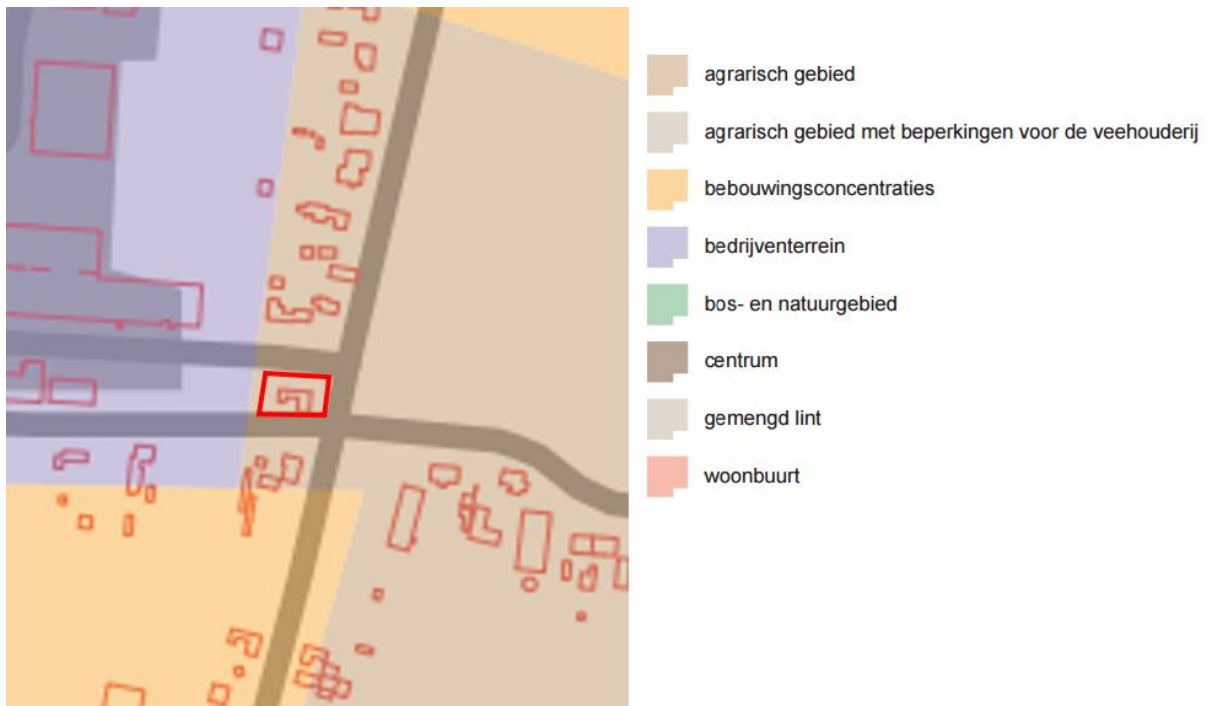 agrarisch gebied
agrarisch gebied met beperkingen voor de veehouderij
bebouwingsconcentraties
bedrijventerrein
bos- en natuurgebied
centrum
gemengd lint
woonbuurt